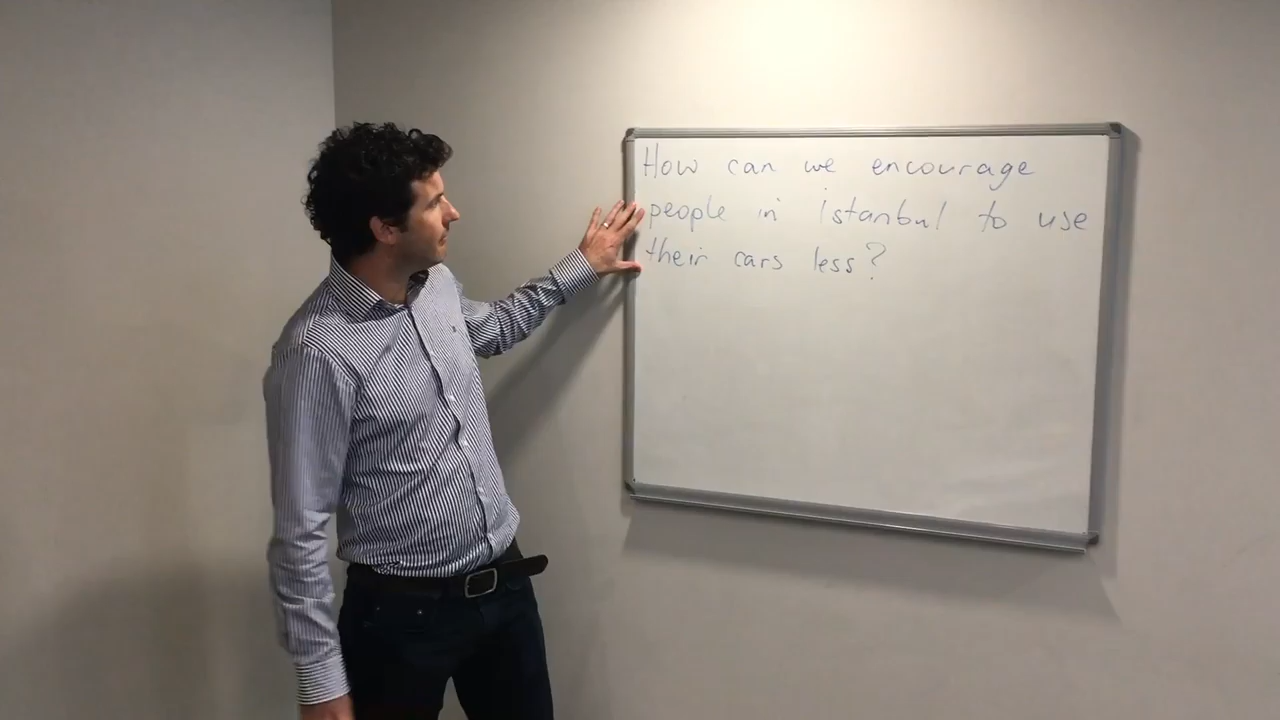 How can we encourage
people in istanbul to use
their cars less?